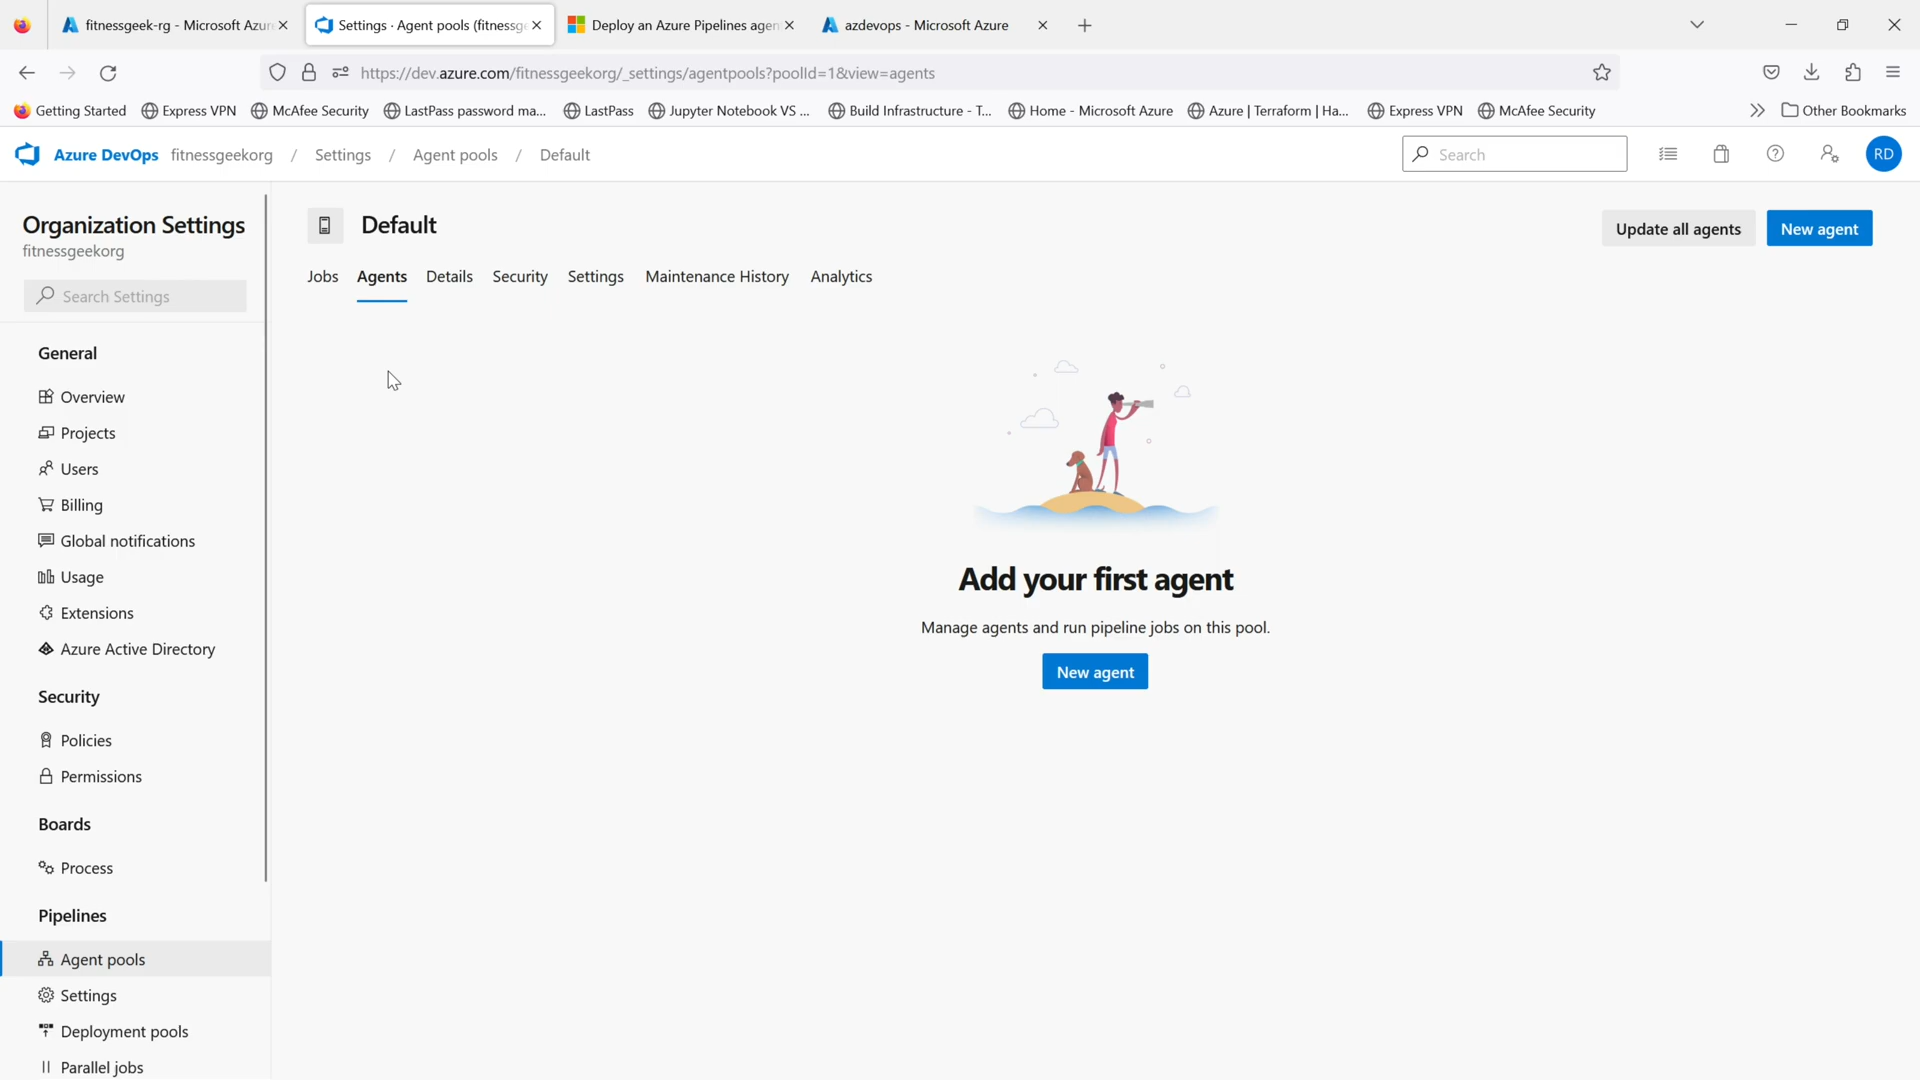 fitnessgeek-rg - Microsoft Azur
Settings · Agent pools (fitnessge
Deploy an Azure Pipelines agen
azdevops - Microsoft Azure
https://dev.azure.com/fitnessgeekorg/_settings/agentpools?poolId=1&view=agents
Getting Started
Express VPN
McAfee Security
LastPass password ma...
LastPass
Jupyter Notebook VS ...
Build Infrastructure - T...
Home - Microsoft Azure
Azure | Terraform | Ha...
Express VPN
McAfee Security
Other Bookmarks
Azure DevOps fitnessgeekorg / Settings / Agent pools / Default
Search
RD
Organization Settings
fitnessgeekorg
Search Settings
General
Overview
Projects
Users
Billing
Global notifications
Usage
Extensions
Azure Active Directory
Security
Policies
Permissions
Boards
Process
Pipelines
Agent pools
Settings
Deployment pools
Parallel jobs
Default
Update all agents
New agent
Jobs Agents Details Security Settings Maintenance History Analytics
Add your first agent
Manage agents and run pipeline jobs on this pool.
New agent